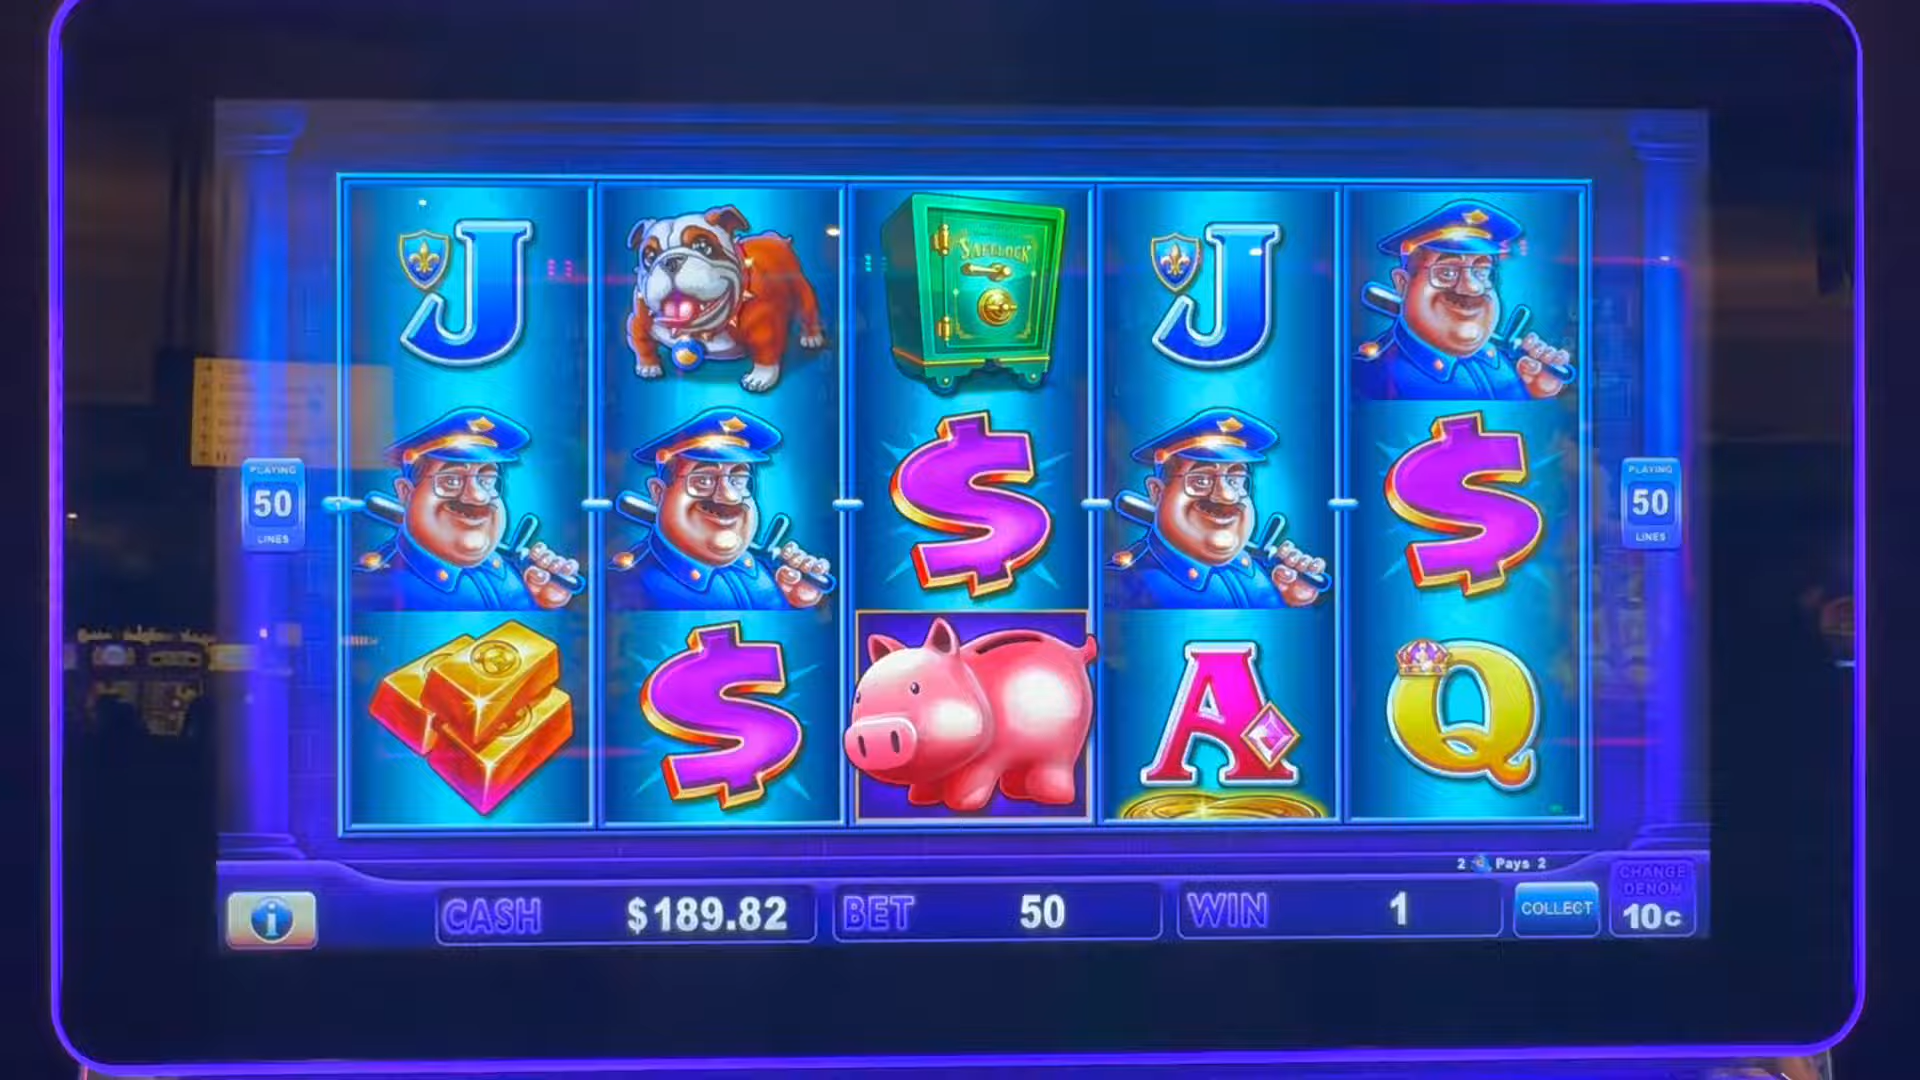 J
SAFELOCK
J
$
$
PLAYING
50
LINES
1
PLAYING
50
LINES
$
A
Q
2 Pays 2
CASH $189.82 BET 50 WIN 1 COLLECT
CHANGE
DENOM
10c